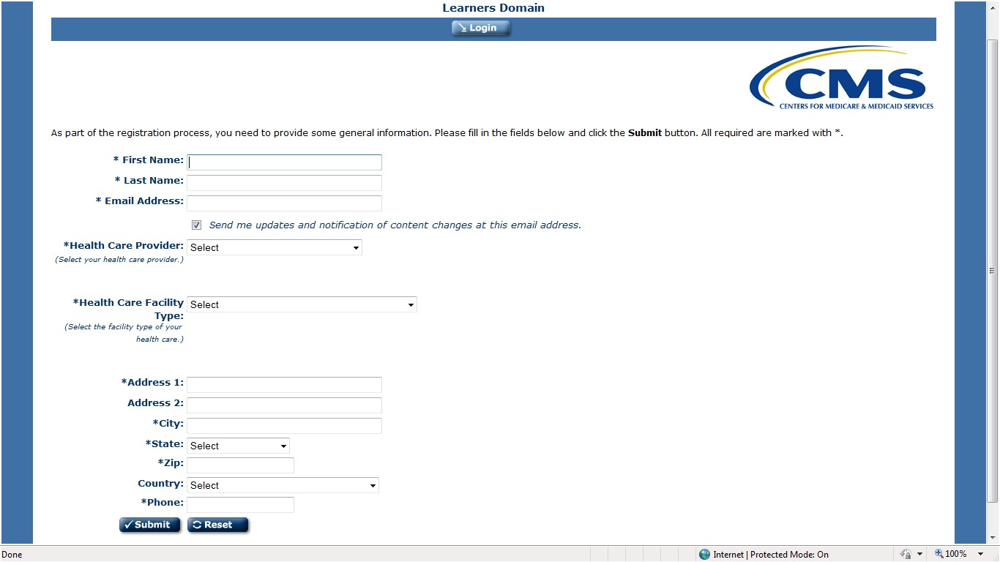 Learners Domain
Login
CMS
CENTERS FOR MEDICARE & MEDICAID SERVICES
As part of the registration process, you need to provide some general information. Please fill in the fields below and click the Submit button. All required are marked with *.
* First Name:
* Last Name:
* Email Address:
Send me updates and notification of content changes at this email address.
*Health Care Provider: Select
(Select your health care provider.)
*Health Care Facility Select
Type:
(Select the facility type of your
health care.)
*Address 1:
Address 2:
*City:
*State: Select
*Zip:
Country: Select
*Phone:
Submit Reset
Done Internet | Protected Mode: On 100%